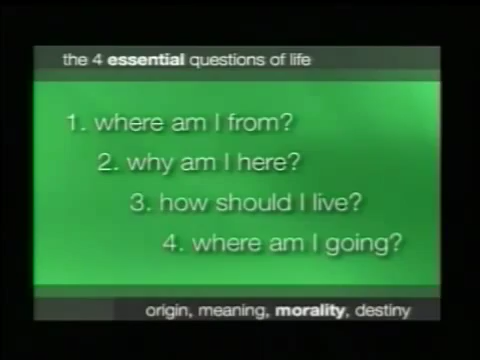 the 4 essential questions of life
1. where am I from?
2. why am I here?
3. how should I live?
4. where am I going?
origin, meaning, morality, destiny